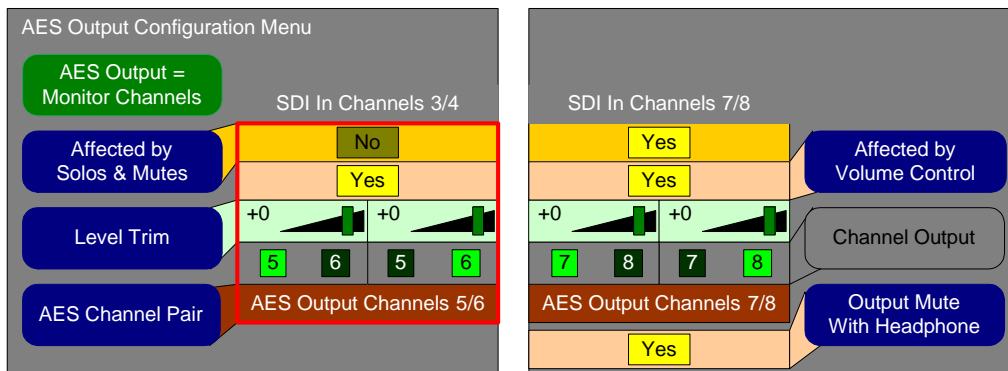 AES Output Configuration Menu
AES Output =
Monitor Channels
SDI In Channels 3/4
SDI In Channels 7/8
Affected by
Solos & Mutes
No
Yes
Yes
Yes
Affected by
Volume Control
Level Trim
+0
+0
+0
+0
Channel Output
5
6
5
6
7
8
7
8
AES Channel Pair
AES Output Channels 5/6
AES Output Channels 7/8
Output Mute
With Headphone
Yes